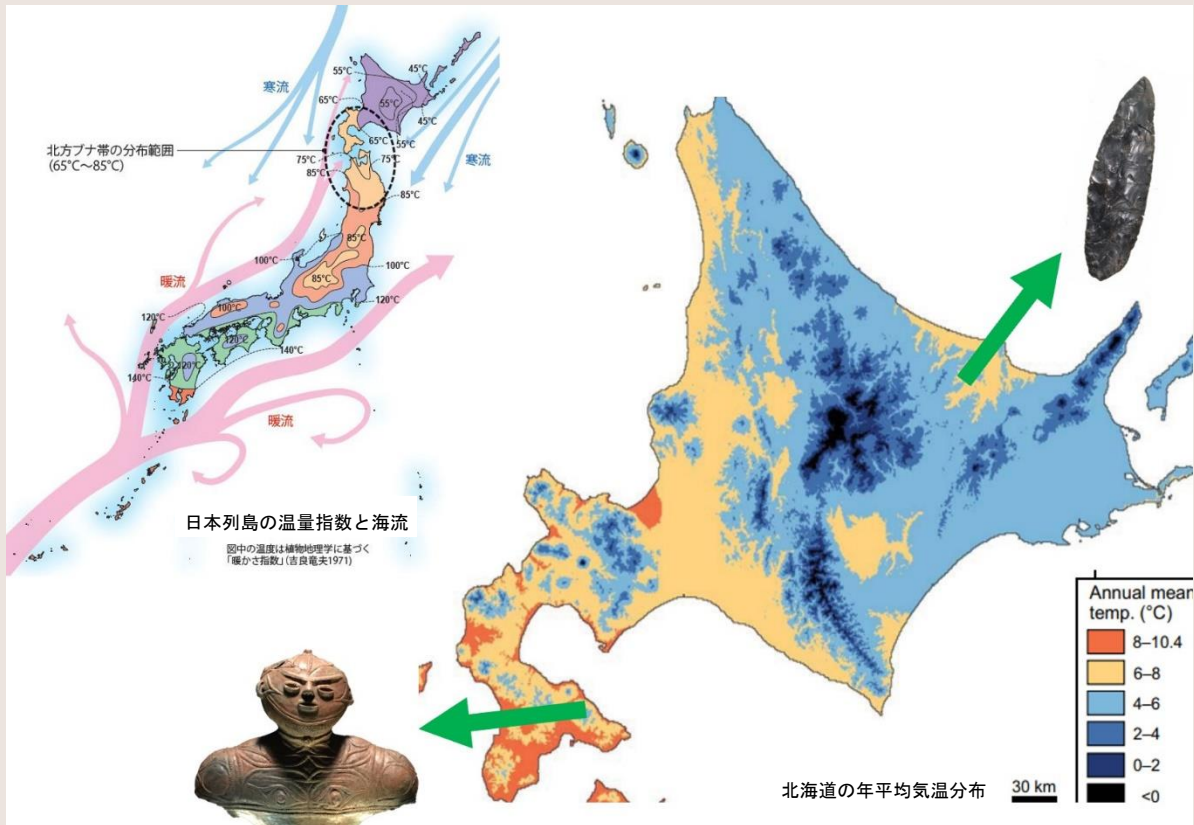 寒流
55°C
45°C
65°C
55°C
45°C
北方ブナ帯の分布範囲
(65°C～85°C)
65°C
55°C
75°C
75°C
寒流
85°C
85°C
85°C
100°C
100°C
暖流
85°C
120°C
100°C
120°C
120°C
140°C
140°C
120°C
暖流
日本列島の温量指数と海流
図中の温度は植物地理学に基づく
「暖かさ指数」(吉良竜夫1971)
Annual mean
temp. (°C)
8–10.4
6–8
4–6
2–4
0–2
<0
北海道の年平均気温分布
30 km